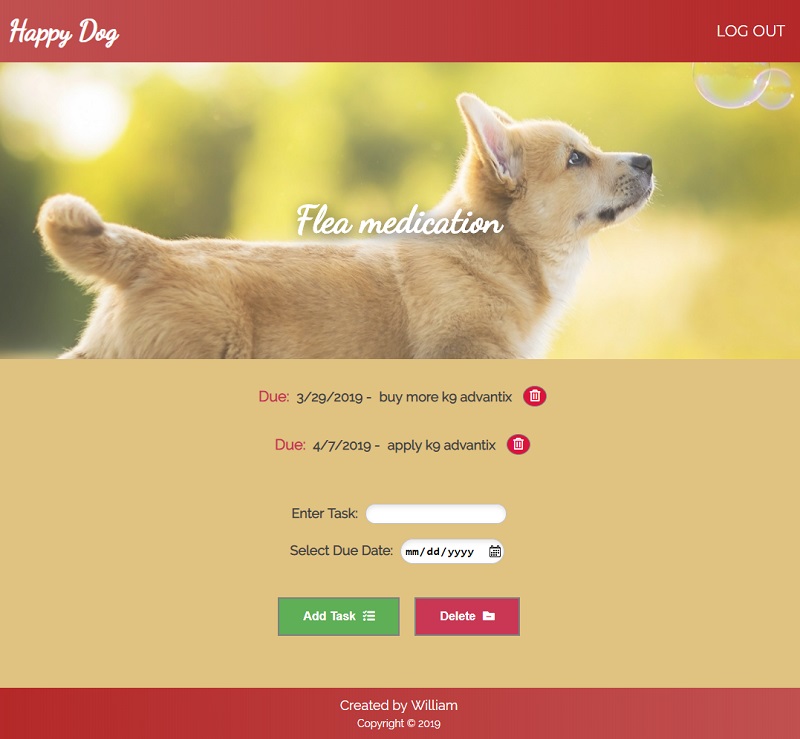 Happy Dog
LOG OUT
Flea medication
Due: 3/29/2019 - buy more k9 advantix
Due: 4/7/2019 - apply k9 advantix
Enter Task:
Select Due Date: mm/dd/yyyy
Add Task Delete
Created by William
Copyright © 2019